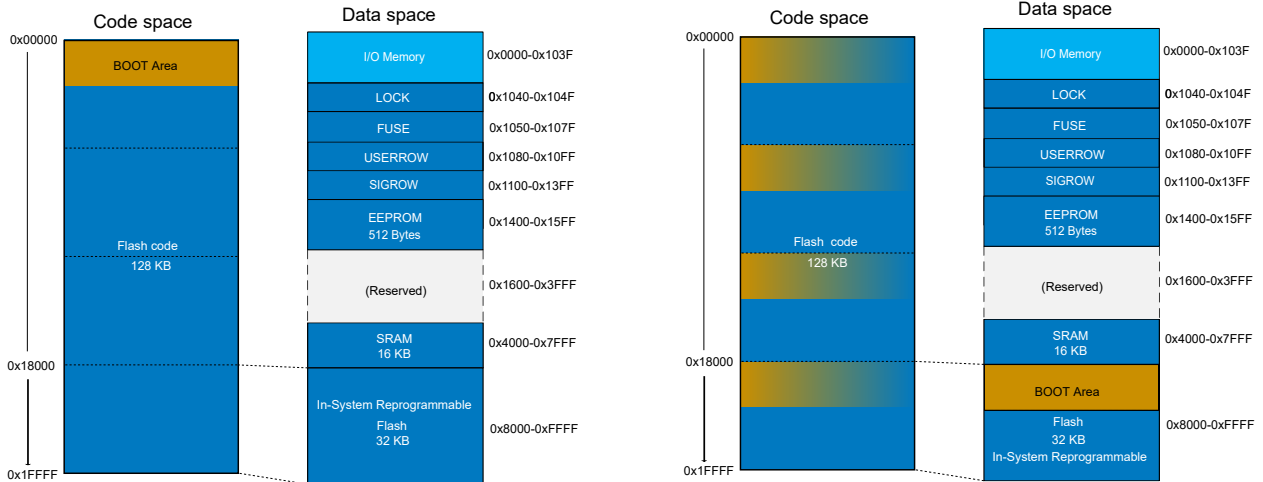 Code space
Data space
0x00000
BOOT Area
I/O Memory
0x0000-0x103F
LOCK
0x1040-0x104F
FUSE
0x1050-0x107F
USERROW
0x1080-0x10FF
SIGROW
0x1100-0x13FF
EEPROM
512 Bytes
0x1400-0x15FF
Flash code
128 KB
(Reserved)
0x1600-0x3FFF
SRAM
16 KB
0x4000-0x7FFF
0x18000
In-System Reprogrammable
Flash
32 KB
0x8000-0xFFFF
0x1FFFF
Code space
Data space
0x00000
I/O Memory
0x0000-0x103F
LOCK
0x1040-0x104F
FUSE
0x1050-0x107F
USERROW
0x1080-0x10FF
SIGROW
0x1100-0x13FF
EEPROM
512 Bytes
0x1400-0x15FF
Flash code
128 KB
(Reserved)
0x1600-0x3FFF
SRAM
16 KB
0x4000-0x7FFF
0x18000
BOOT Area
Flash
32 KB
In-System Reprogrammable
0x8000-0xFFFF
0x1FFFF